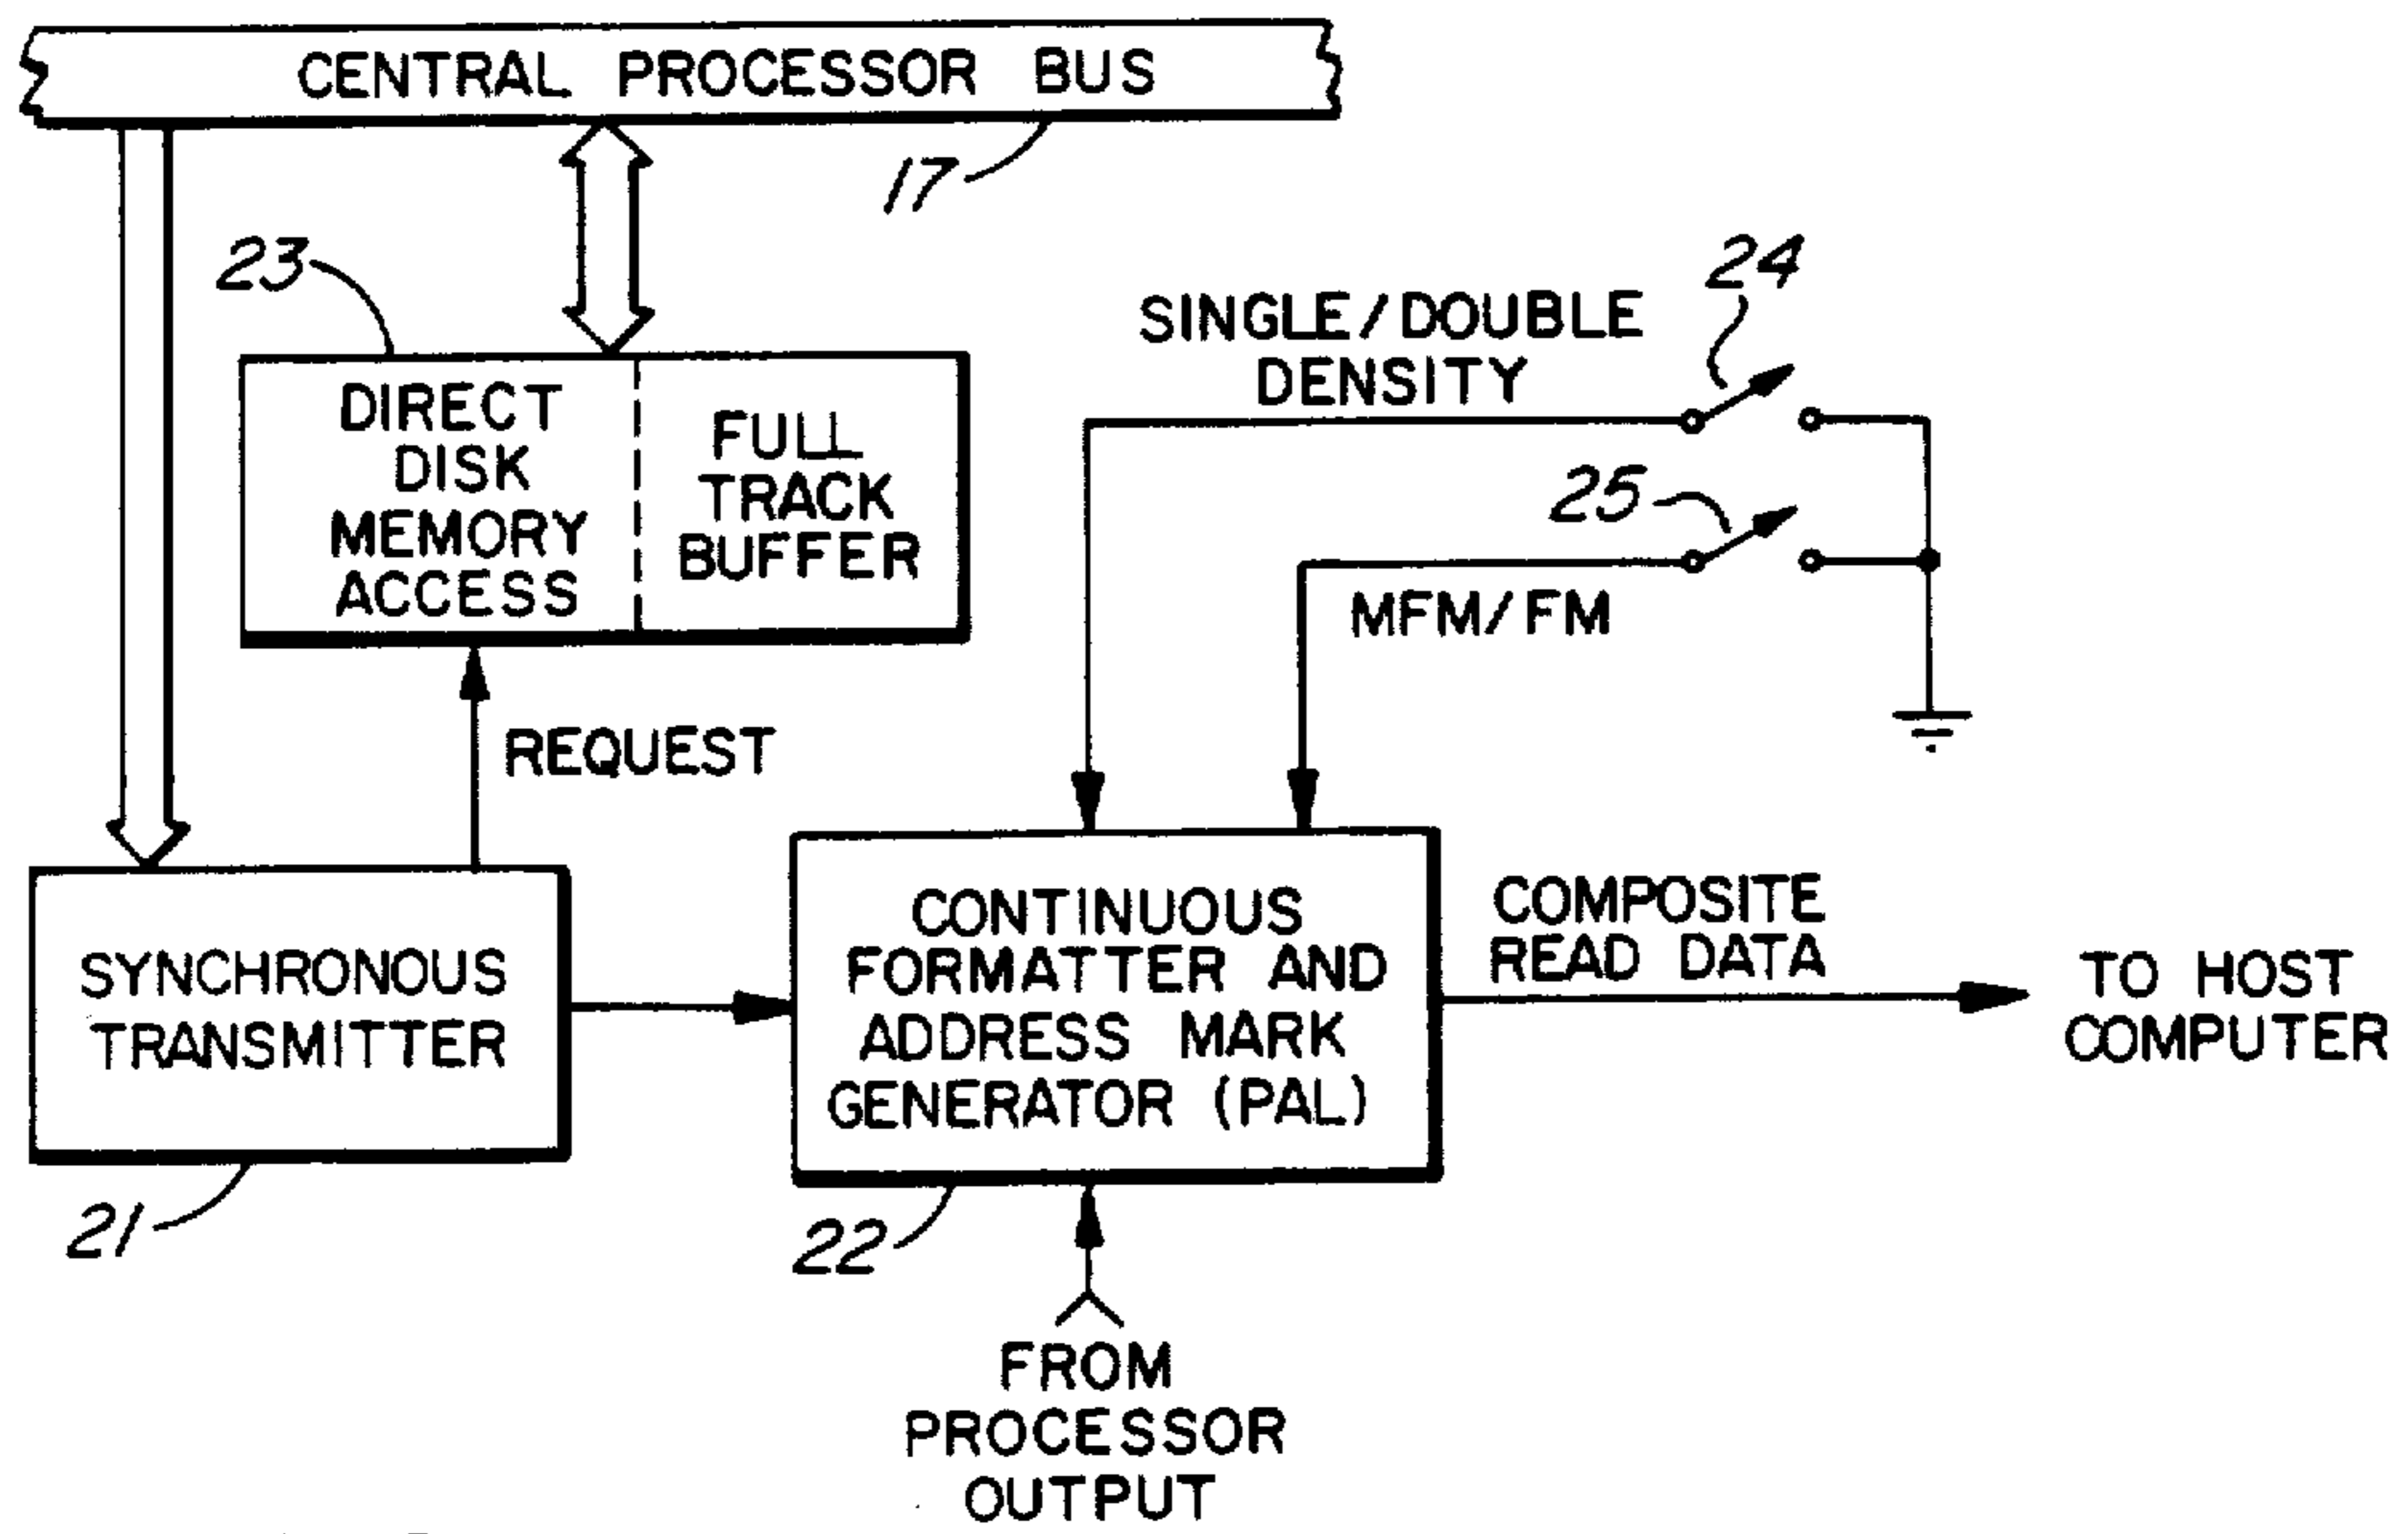 CENTRAL PROCESSOR BUS
17
23
24
SINGLE/DOUBLE
DENSITY
DIRECT
DISK
MEMORY
ACCESS
FULL
TRACK
BUFFER
25
MFM/FM
REQUEST
SYNCHRONOUS
TRANSMITTER
CONTINUOUS
FORMATTER AND
ADDRESS MARK
GENERATOR (PAL)
COMPOSITE
READ DATA
TO HOST
COMPUTER
21
22
FROM
PROCESSOR
OUTPUT